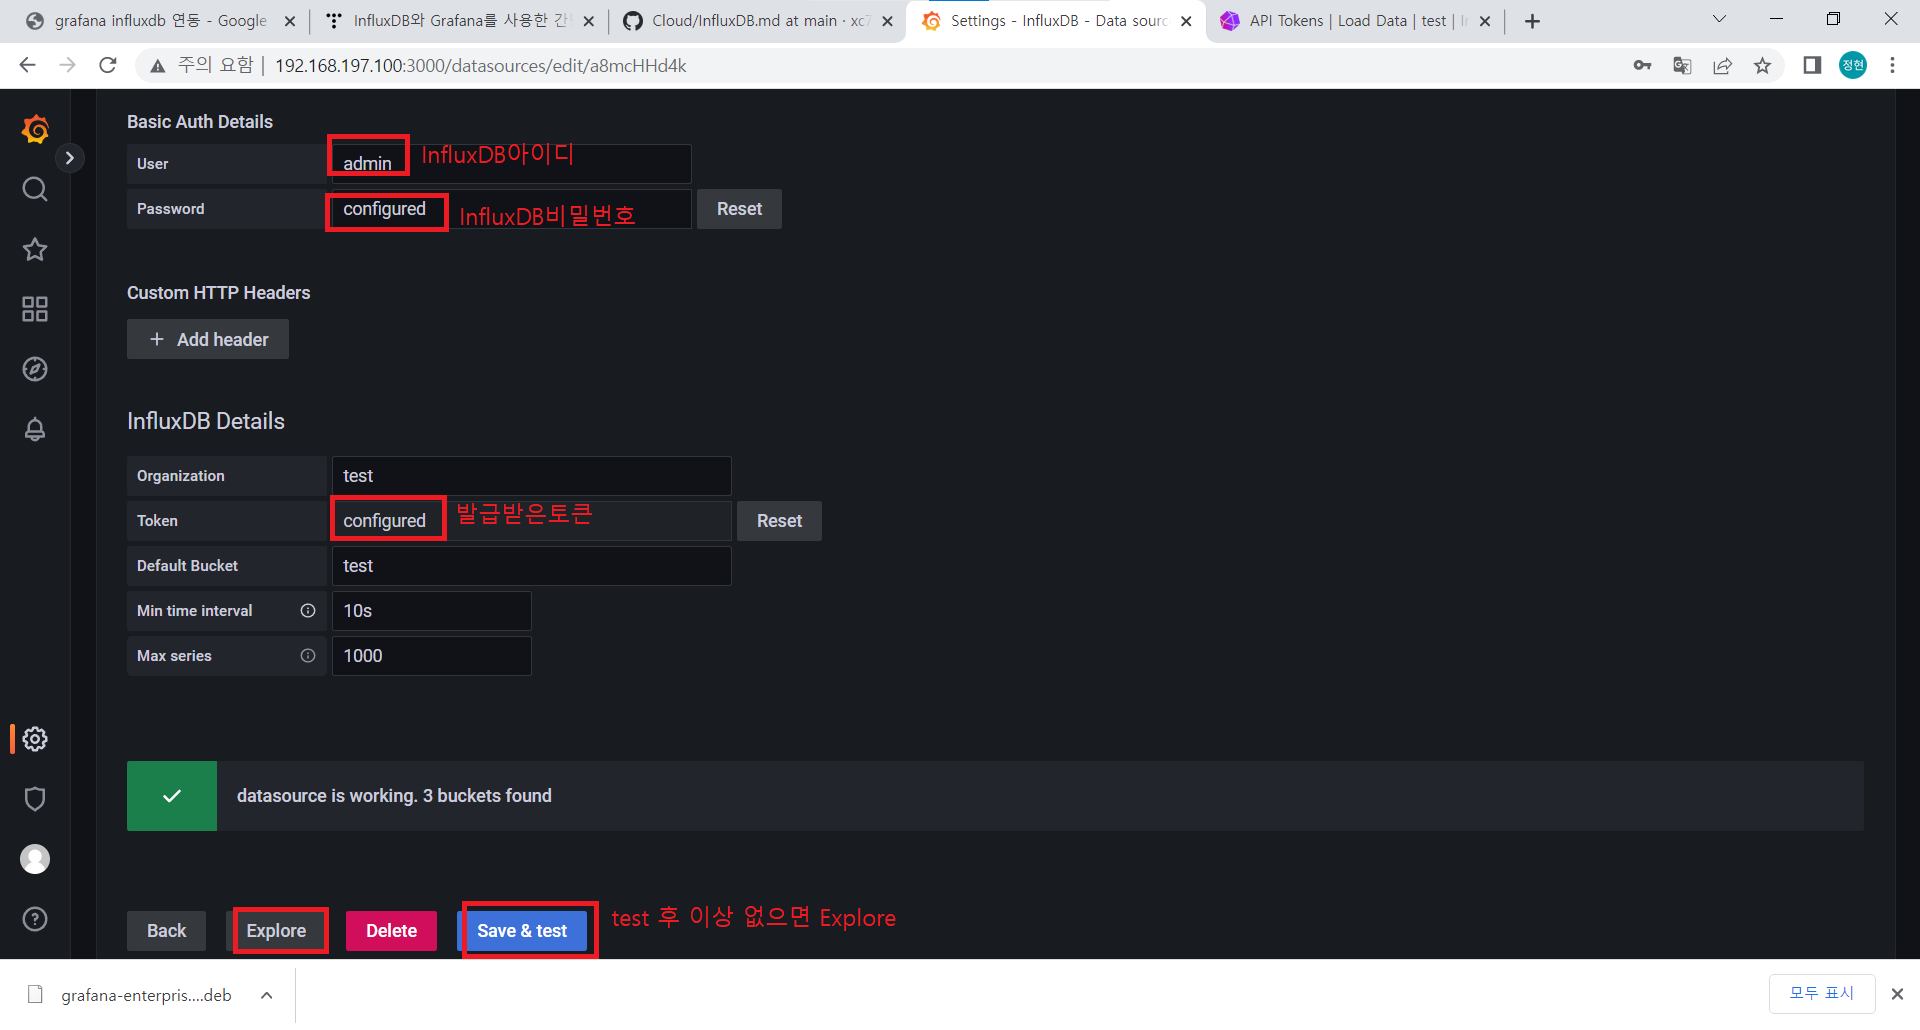 grafana influxdb 연동 - Google
InfluxDB와 Grafana를 사용한 간
Cloud/InfluxDB.md at main · xc7
Settings - InfluxDB - Data sourc
API Tokens | Load Data | test | In
주의 요함 | 192.168.197.100:3000/datasources/edit/a8mcHHd4k
정현
Basic Auth Details
User admin InfluxDB아이디
Password configured InfluxDB비밀번호 Reset
Custom HTTP Headers
+ Add header
InfluxDB Details
Organization test
Token configured 발급받은토큰 Reset
Default Bucket test
Min time interval 10s
Max series 1000
datasource is working. 3 buckets found
Back Explore Delete Save & test test 후 이상 없으면 Explore
grafana-enterpris....deb
모두 표시